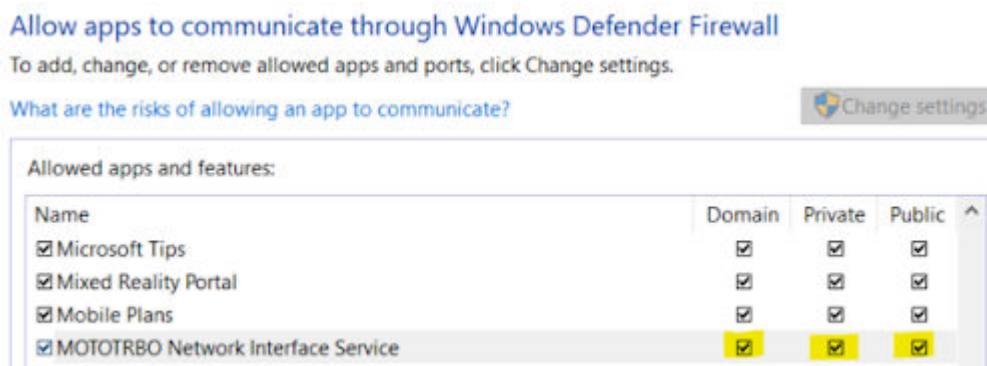 Allow apps to communicate through Windows Defender Firewall
To add, change, or remove allowed apps and ports, click Change settings.
What are the risks of allowing an app to communicate?
Change settings
Allowed apps and features:
Name Domain Private Public
Microsoft Tips
Mixed Reality Portal
Mobile Plans
MOTOTRBO Network Interface Service